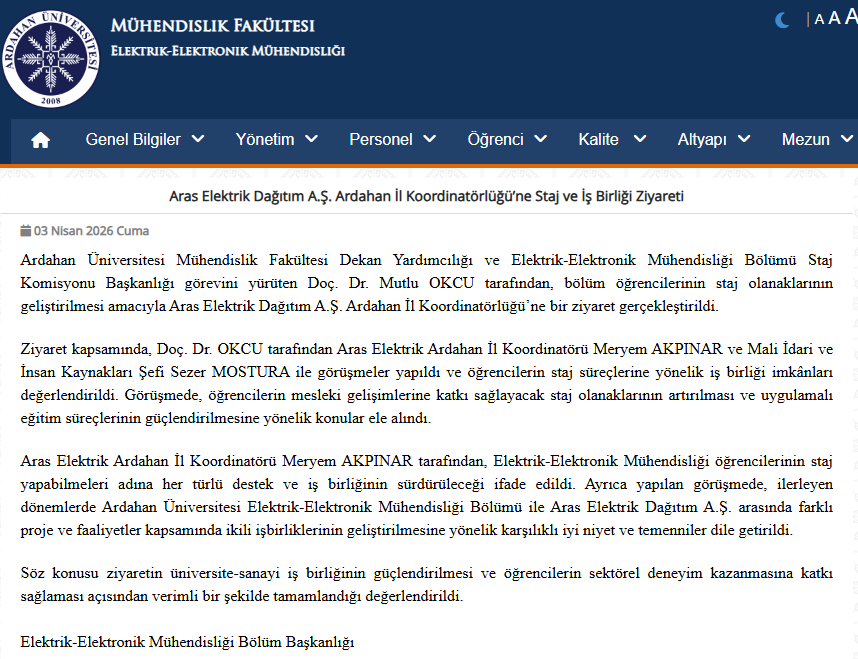 ARDAHAN ÜNİVERSİTESİ
2008
MÜHENDISLIK FAKÜLTESI
ELEKTRIK-ELEKTRONIK MÜHENDISLIĞI
A A A
Genel Bilgiler Yönetim Personel Öğrenci Kalite Altyapı Mezun
Aras Elektrik Dağıtım A.Ş. Ardahan İl Koordinatörlüğü’ne Staj ve İş Birliği Ziyareti
03 Nisan 2026 Cuma
Ardahan Üniversitesi Mühendislik Fakültesi Dekan Yardımcılığı ve Elektrik-Elektronik Mühendisliği Bölümü Staj
Komisyonu Başkanlığı görevini yürüten Doç. Dr. Mutlu OKCU tarafından, bölüm öğrencilerinin staj olanaklarının
geliştirilmesi amacıyla Aras Elektrik Dağıtım A.Ş. Ardahan İl Koordinatörlüğü’ne bir ziyaret gerçekleştirildi.
Ziyaret kapsamında, Doç. Dr. OKCU tarafından Aras Elektrik Ardahan İl Koordinatörü Meryem AKPINAR ve Mali İdari ve
İnsan Kaynakları Şefi Sezer MOSTURA ile görüşmeler yapıldı ve öğrencilerin staj süreçlerine yönelik iş birliği imkânları
değerlendirildi. Görüşmede, öğrencilerin mesleki gelişimlerine katkı sağlayacak staj olanaklarının artırılması ve uygulamalı
eğitim süreçlerinin güçlendirilmesine yönelik konular ele alındı.
Aras Elektrik Ardahan İl Koordinatörü Meryem AKPINAR tarafından, Elektrik-Elektronik Mühendisliği öğrencilerinin staj
yapabilmeleri adına her türlü destek ve iş birliğinin sürdürüleceği ifade edildi. Ayrıca yapılan görüşmede, ilerleyen
dönemlerde Ardahan Üniversitesi Elektrik-Elektronik Mühendisliği Bölümü ile Aras Elektrik Dağıtım A.Ş. arasında farklı
proje ve faaliyetler kapsamında ikili işbirliklerinin geliştirilmesine yönelik karşılıklı iyi niyet ve temenniler dile getirildi.
Söz konusu ziyaretin üniversite-sanayi iş birliğinin güçlendirilmesi ve öğrencilerin sektörel deneyim kazanmasına katkı
sağlaması açısından verimli bir şekilde tamamlandığı değerlendirildi.
Elektrik-Elektronik Mühendisliği Bölüm Başkanlığı